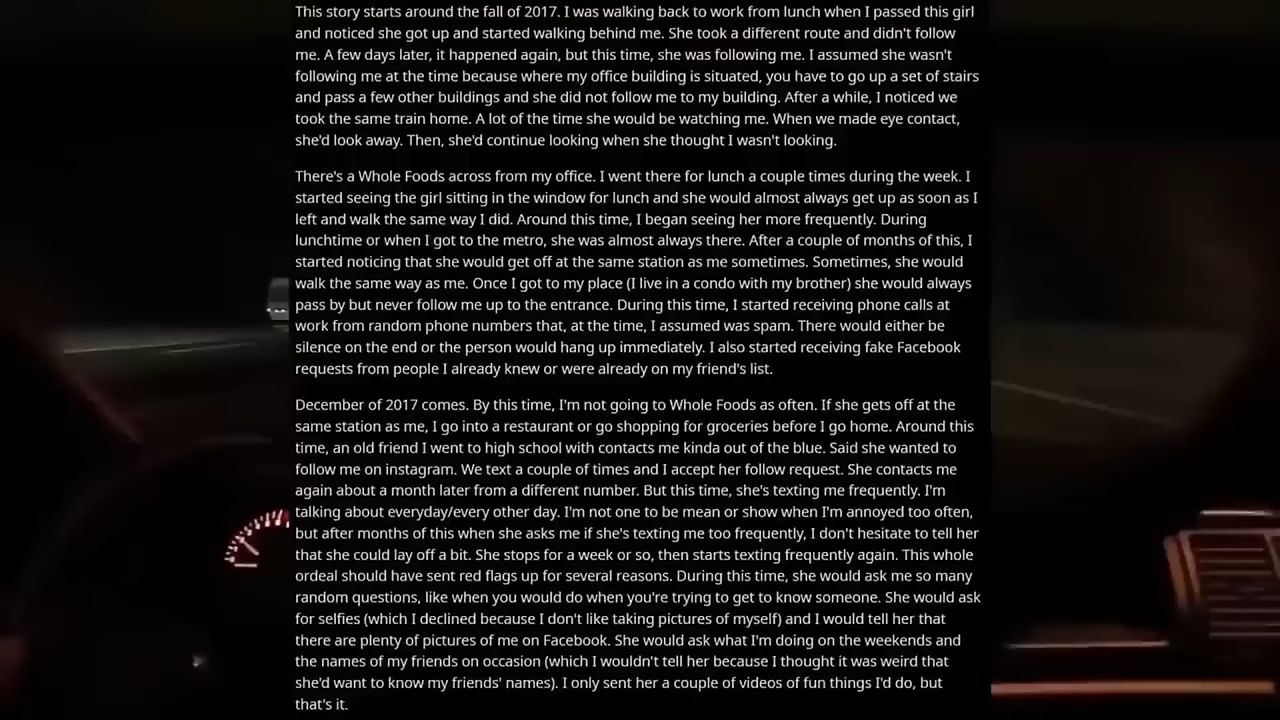 This story starts around the fall of 2017. I was walking back to work from lunch when I passed this girl
and noticed she got up and started walking behind me. She took a different route and didn't follow
me. A few days later, it happened again, but this time, she was following me. I assumed she wasn't
following me at the time because where my office building is situated, you have to go up a set of stairs
and pass a few other buildings and she did not follow me to my building. After a while, I noticed we
took the same train home. A lot of the time she would be watching me. When we made eye contact,
she'd look away. Then, she'd continue looking when she thought I wasn't looking.
There's a Whole Foods across from my office. I went there for lunch a couple times during the week. I
started seeing the girl sitting in the window for lunch and she would almost always get up as soon as I
left and walk the same way I did. Around this time, I began seeing her more frequently. During
lunchtime or when I got to the metro, she was almost always there. After a couple of months of this, I
started noticing that she would get off at the same station as me sometimes. Sometimes, she would
walk the same way as me. Once I got to my place (I live in a condo with my brother) she would always
pass by but never follow me up to the entrance. During this time, I started receiving phone calls at
work from random phone numbers that, at the time, I assumed was spam. There would either be
silence on the end or the person would hang up immediately. I also started receiving fake Facebook
requests from people I already knew or were already on my friend's list.
December of 2017 comes. By this time, I'm not going to Whole Foods as often. If she gets off at the
same station as me, I go into a restaurant or go shopping for groceries before I go home. Around this
time, an old friend I went to high school with contacts me kinda out of the blue. Said she wanted to
follow me on instagram. We text a couple of times and I accept her follow request. She contacts me
again about a month later from a different number. But this time, she's texting me frequently. I'm
talking about everyday/every other day. I'm not one to be mean or show when I'm annoyed too often,
but after months of this when she asks me if she's texting me too frequently, I don't hesitate to tell her
that she could lay off a bit. She stops for a week or so, then starts texting frequently again. This whole
ordeal should have sent red flags up for several reasons. During this time, she would ask me so many
random questions, like when you would do when you're trying to get to know someone. She would ask
for selfies (which I declined because I don't like taking pictures of myself) and I would tell her that
there are plenty of pictures of me on Facebook. She would ask what I'm doing on the weekends and
the names of my friends on occasion (which I wouldn't tell her because I thought it was weird that
she'd want to know my friends' names). I only sent her a couple of videos of fun things I'd do, but
that's it.